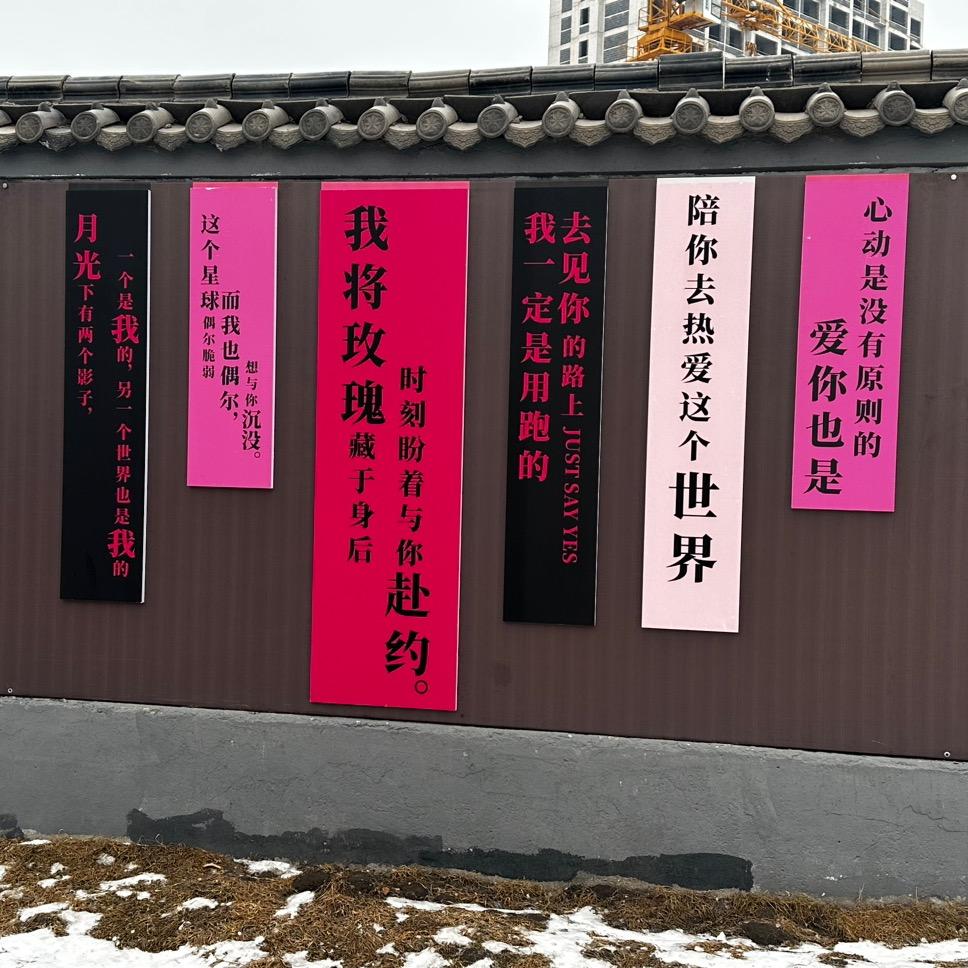 月光下有两个影子，
一个是我的，另一个世界也是我的
这个星球偶尔脆弱
而我也偶尔，
想与你沉没。
我将玫瑰藏于身后
时刻盼着与你赴约。
去见你的路上 JUST SAY YES
我一定是用跑的
陪你去热爱这个世界
心动是没有原则的
爱你也是